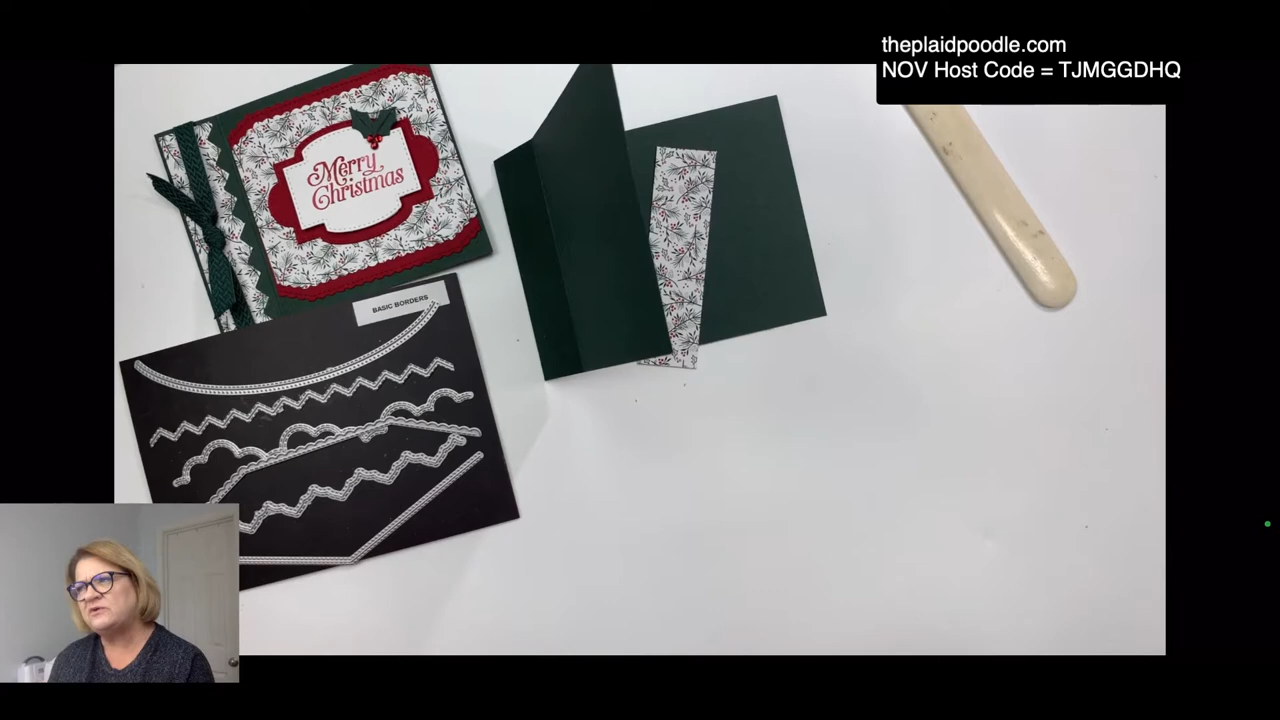 theplaidpoodle.com
NOV Host Code = TJMGGDHQ
Merry
Christmas
BASIC BORDERS